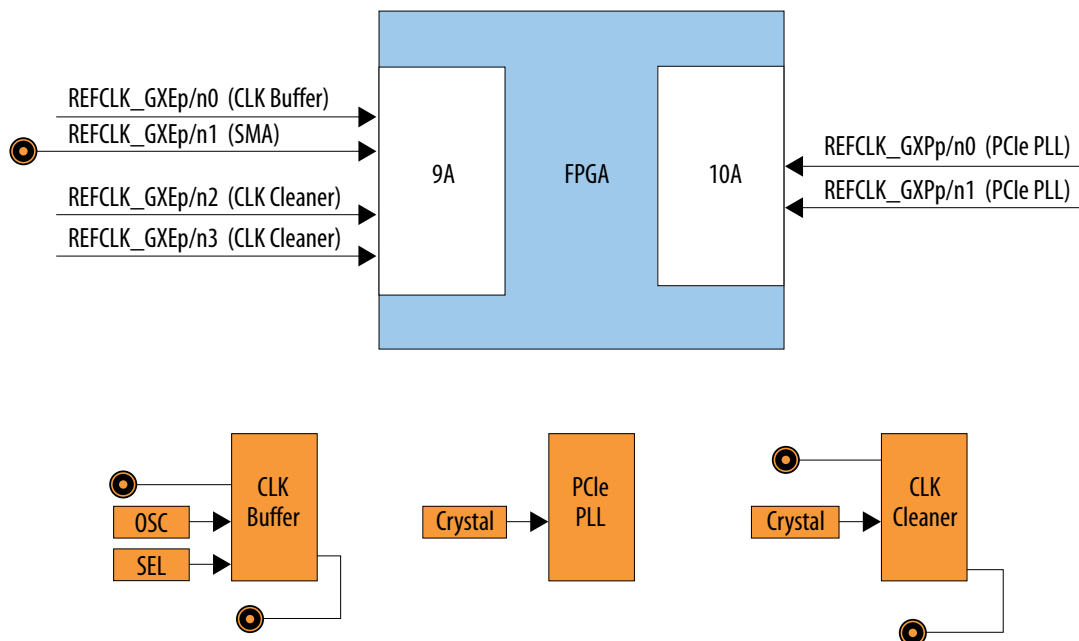 REFCLK_GXEp/n0 (CLK Buffer)
REFCLK_GXEp/n1 (SMA)
REFCLK_GXEp/n2 (CLK Cleaner)
REFCLK_GXEp/n3 (CLK Cleaner)
9A
FPGA
10A
REFCLK_GXPp/n0 (PCIe PLL)
REFCLK_GXPp/n1 (PCIe PLL)
CLK
Buffer
OSC
SEL
PCIe
PLL
Crystal
CLK
Cleaner
Crystal